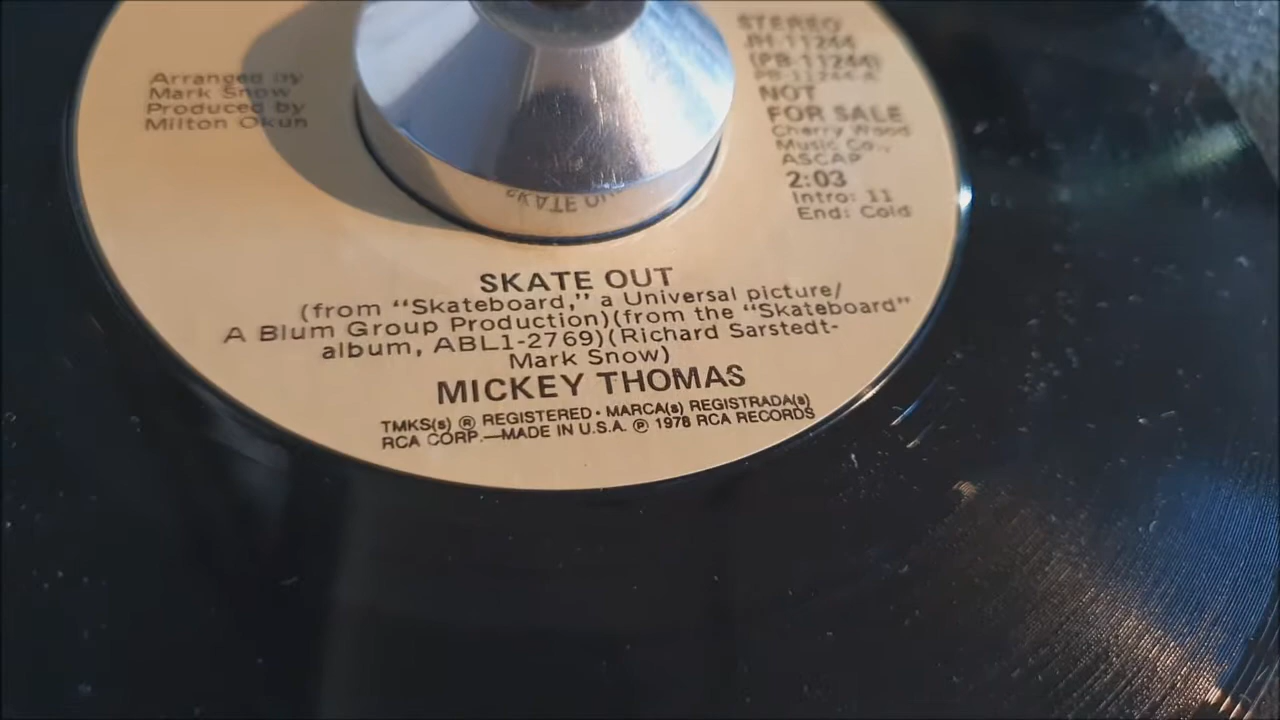 Arranged by
Mark Snow
Produced by
Milton Okun
STEREO
JH-11244
(PB-11244)
PB-11244-A
NOT
FOR SALE
Cherry Wood
Music Co.,
ASCAP
2:03
Intro: 11
End: Cold
SKATE OUT
(from “Skateboard,” a Universal picture/
A Blum Group Production)(from the “Skateboard”
album, ABL1-2769)(Richard Sarstedt-
Mark Snow)
MICKEY THOMAS
TMKS(s) ® REGISTERED • MARCA(s) REGISTRADA(s)
RCA CORP.—MADE IN U.S.A. ℗ 1978 RCA RECORDS